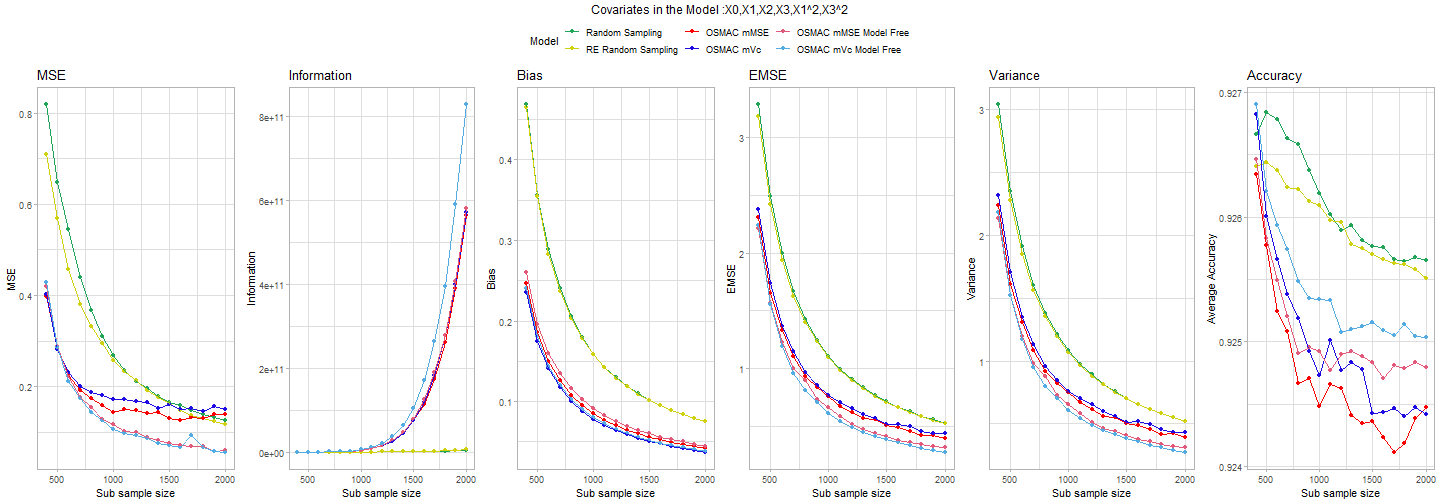 Covariates in the Model :X0,X1,X2,X3,X1^2,X3^2
Model
Random Sampling
OSMAC mMSE
OSMAC mMSE Model Free
RE Random Sampling
OSMAC mVc
OSMAC mVc Model Free
MSE
Information
Bias
EMSE
Variance
Accuracy
MSE
0.8
0.6
0.4
0.2
500 1000 1500 2000
Sub sample size
Information
8e+11
6e+11
4e+11
2e+11
0e+00
500 1000 1500 2000
Sub sample size
Bias
0.4
0.3
0.2
0.1
500 1000 1500 2000
Sub sample size
EMSE
3
2
1
500 1000 1500 2000
Sub sample size
Variance
3
2
1
500 1000 1500 2000
Sub sample size
Average Accuracy
0.927
0.926
0.925
0.924
500 1000 1500 2000
Sub sample size